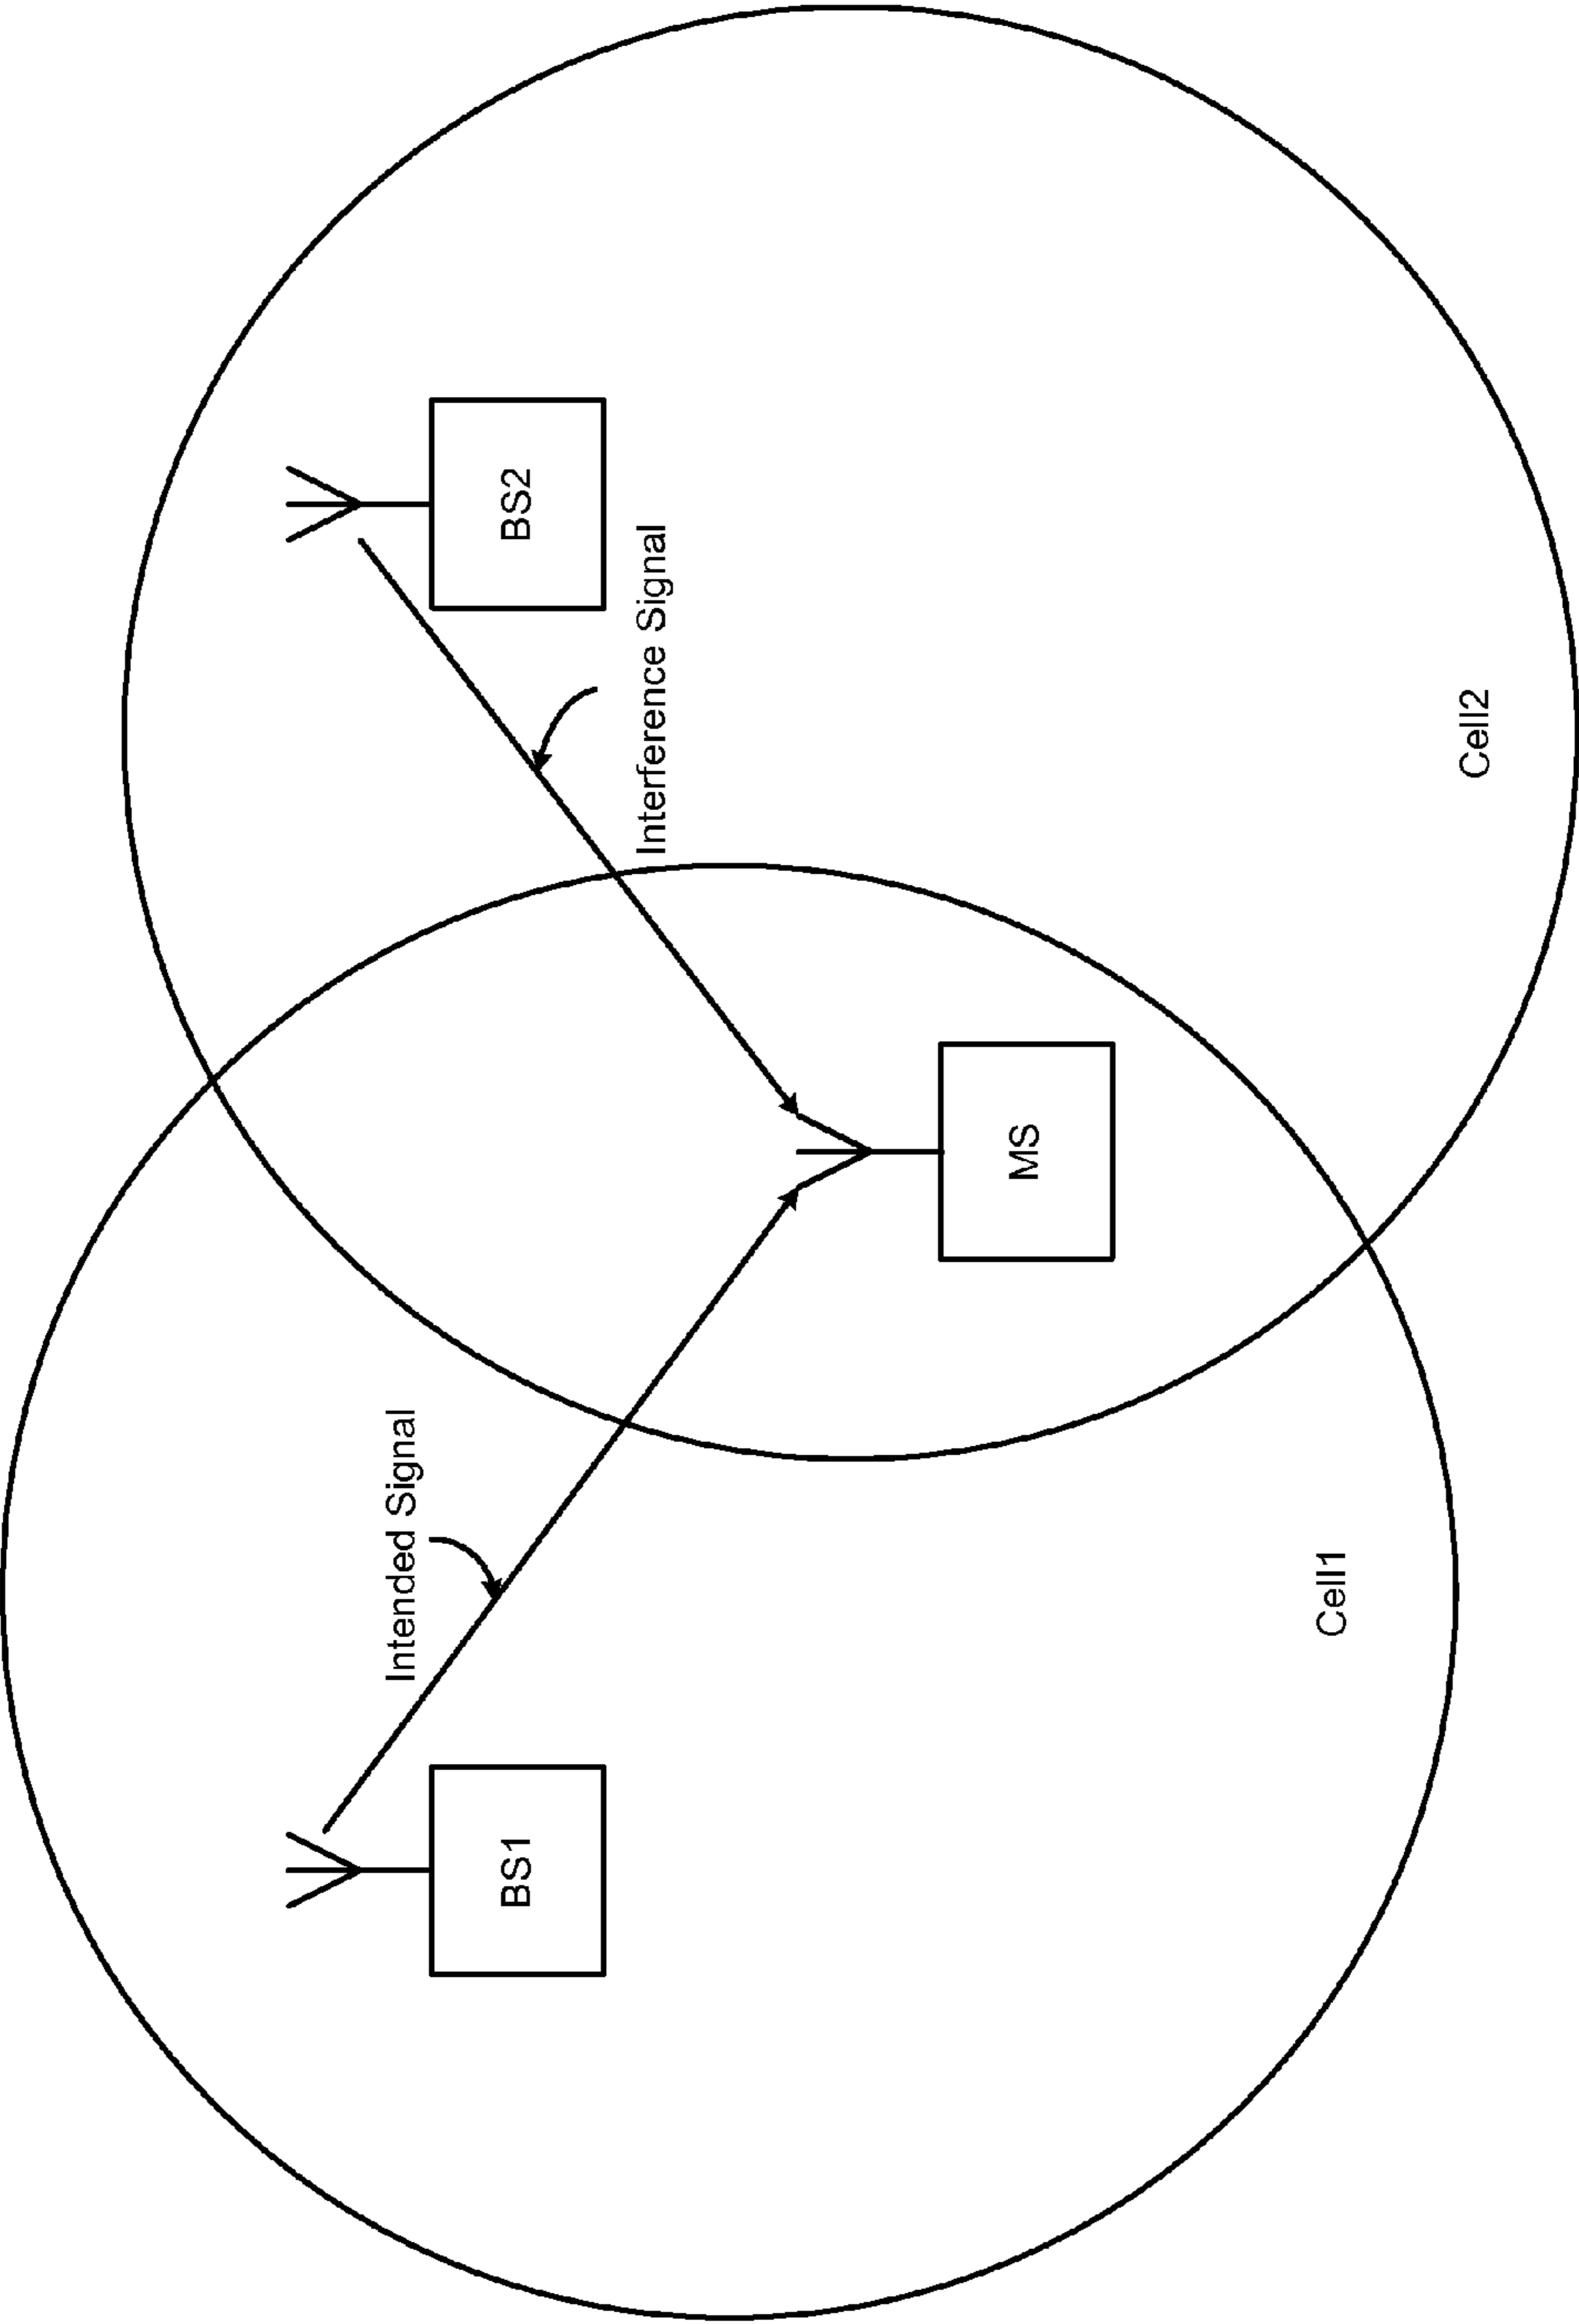 Intended Signal
BS1
BS2
Interference Signal
MS
Cell1
Cell2